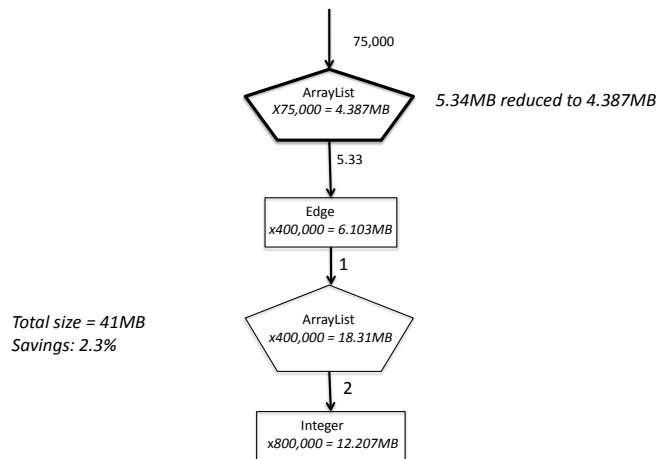 75,000
ArrayList
X75,000 = 4.387MB
5.34MB reduced to 4.387MB
5.33
Edge
x400,000 = 6.103MB
1
ArrayList
x400,000 = 18.31MB
Total size = 41MB
Savings: 2.3%
2
Integer
x800,000 = 12.207MB